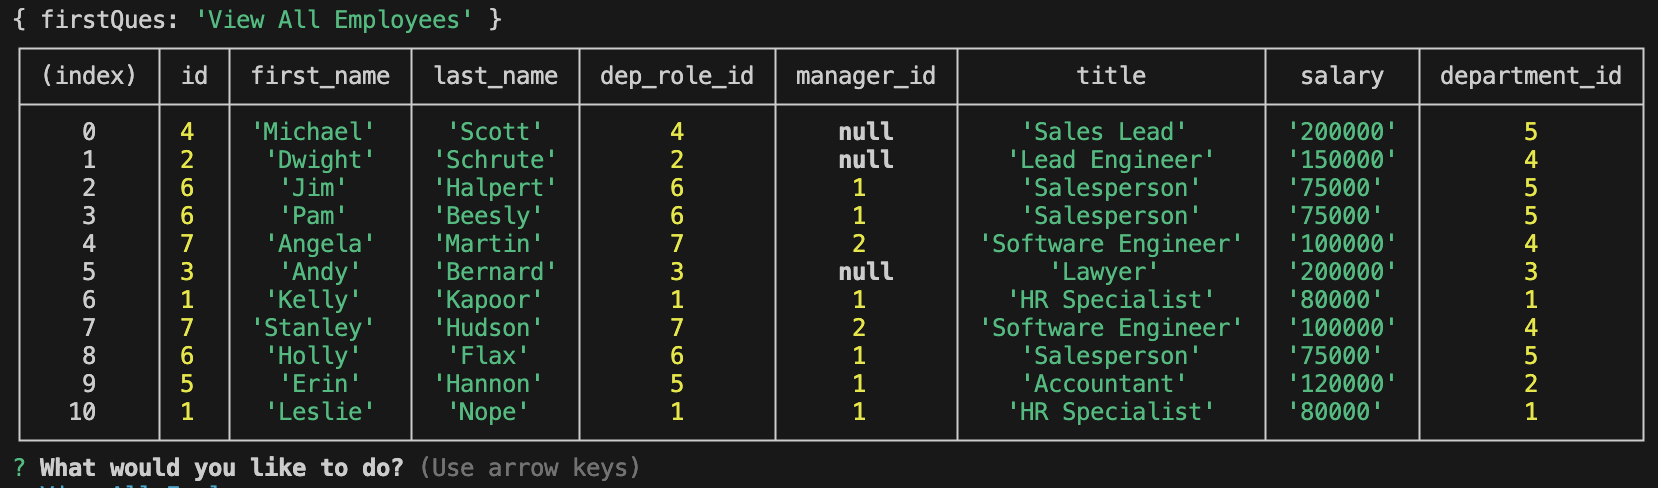 { firstQues: 'View All Employees' }
(index) id first_name last_name dep_role_id manager_id title salary department_id
0 4 'Michael' 'Scott' 4 null 'Sales Lead' '200000' 5
1 2 'Dwight' 'Schrute' 2 null 'Lead Engineer' '150000' 4
2 6 'Jim' 'Halpert' 6 1 'Salesperson' '75000' 5
3 6 'Pam' 'Beesly' 6 1 'Salesperson' '75000' 5
4 7 'Angela' 'Martin' 7 2 'Software Engineer' '100000' 4
5 3 'Andy' 'Bernard' 3 null 'Lawyer' '200000' 3
6 1 'Kelly' 'Kapoor' 1 1 'HR Specialist' '80000' 1
7 7 'Stanley' 'Hudson' 7 2 'Software Engineer' '100000' 4
8 6 'Holly' 'Flax' 6 1 'Salesperson' '75000' 5
9 5 'Erin' 'Hannon' 5 1 'Accountant' '120000' 2
10 1 'Leslie' 'Nope' 1 1 'HR Specialist' '80000' 1
? What would you like to do? (Use arrow keys)